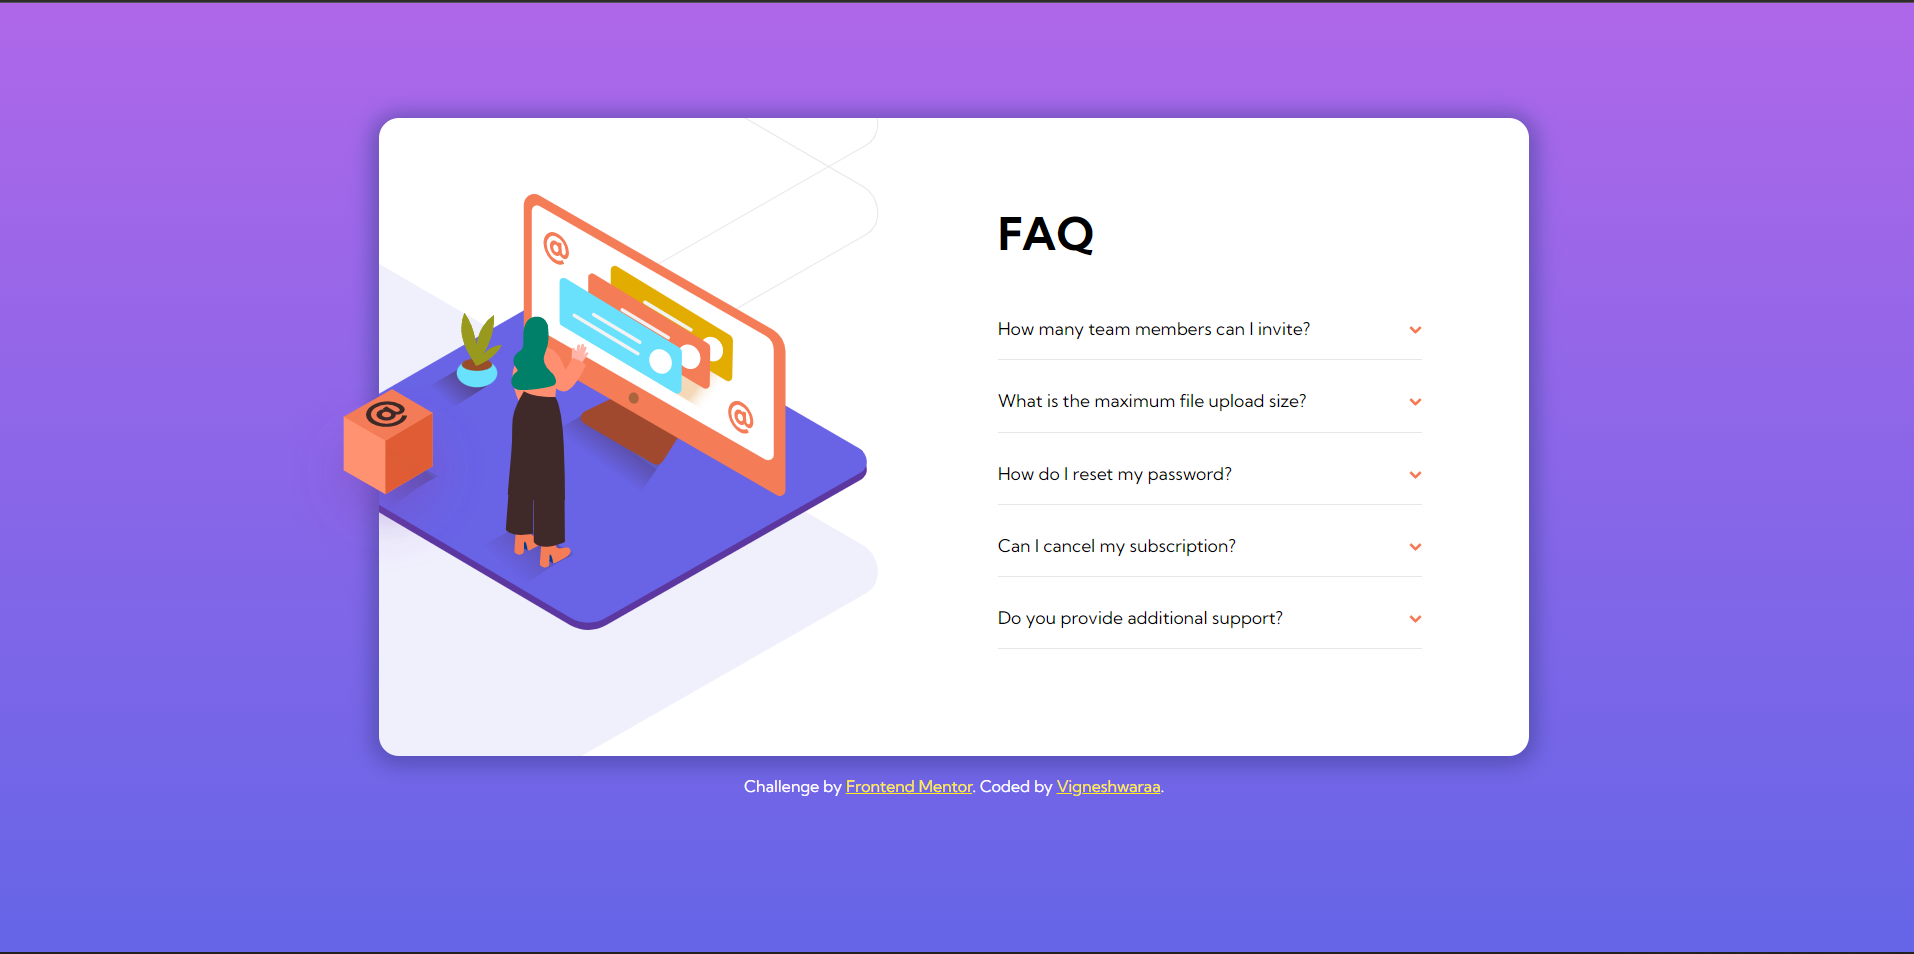 @
@
@
FAQ
How many team members can I invite?
What is the maximum file upload size?
How do I reset my password?
Can I cancel my subscription?
Do you provide additional support?
Challenge by Frontend Mentor. Coded by Vigneshwaraa.